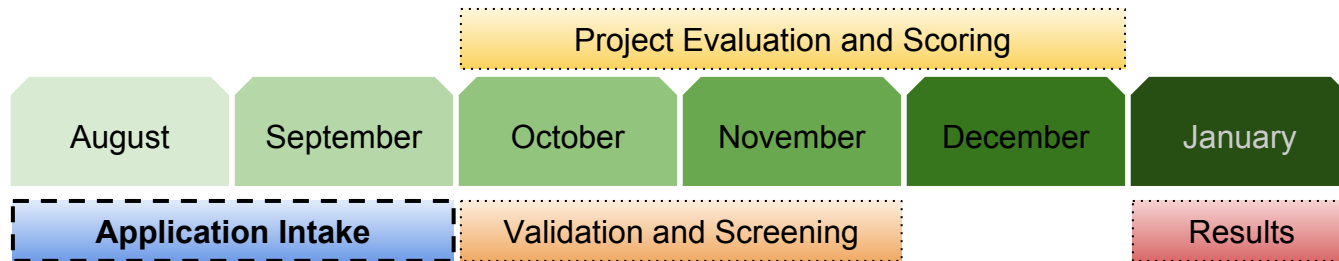 Project Evaluation and Scoring
August September October November December January
Application Intake Validation and Screening Results